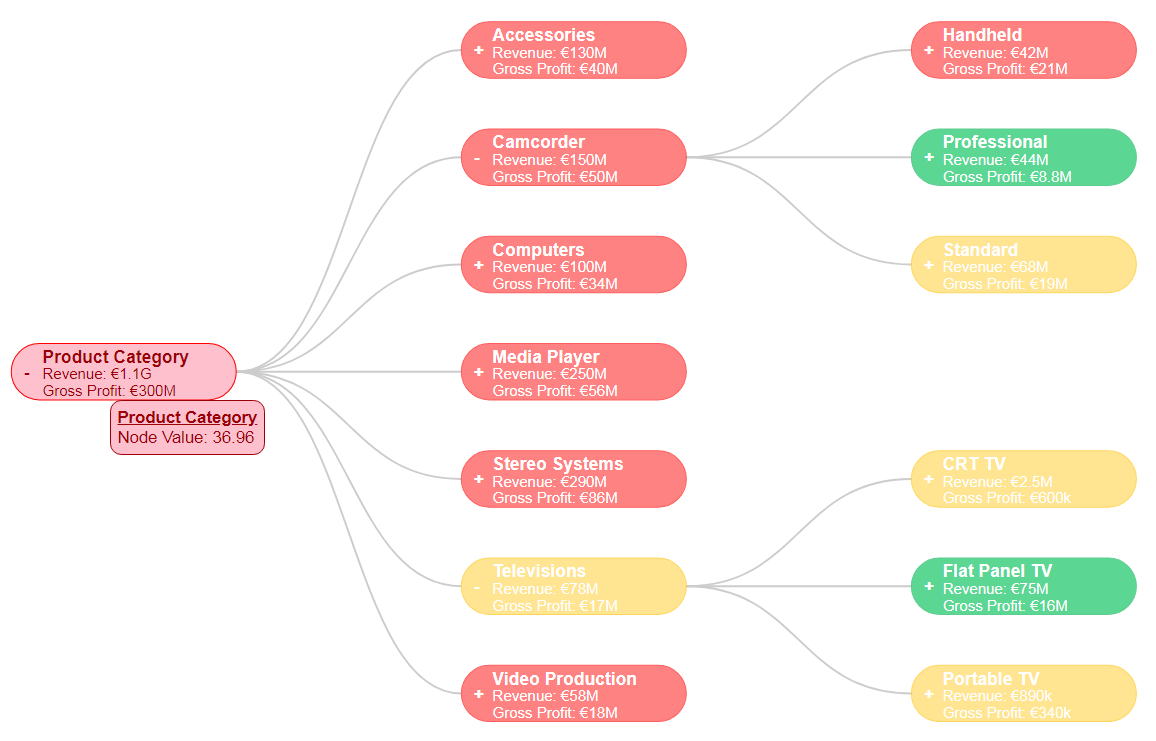 Product Category
- Revenue: €1.1G
Gross Profit: €300M
Product Category
Node Value: 36.96
Accessories
+ Revenue: €130M
Gross Profit: €40M
Camcorder
- Revenue: €150M
Gross Profit: €50M
Computers
+ Revenue: €100M
Gross Profit: €34M
Media Player
+ Revenue: €250M
Gross Profit: €56M
Stereo Systems
+ Revenue: €290M
Gross Profit: €86M
Televisions
- Revenue: €78M
Gross Profit: €17M
Video Production
+ Revenue: €58M
Gross Profit: €18M
Handheld
+ Revenue: €42M
Gross Profit: €21M
Professional
+ Revenue: €44M
Gross Profit: €8.8M
Standard
+ Revenue: €68M
Gross Profit: €19M
CRT TV
+ Revenue: €2.5M
Gross Profit: €600k
Flat Panel TV
+ Revenue: €75M
Gross Profit: €16M
Portable TV
+ Revenue: €890k
Gross Profit: €340k